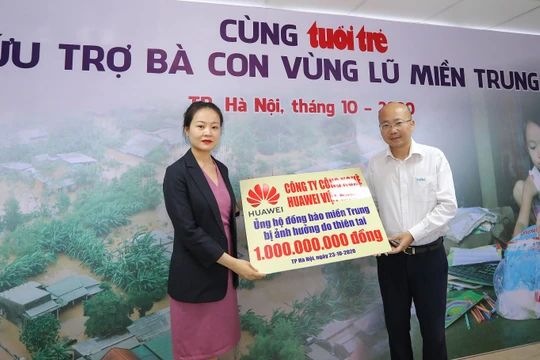 CÙNG tuổi trẻ
ỨU TRỢ BÀ CON VÙNG LŨ MIỀN TRUNG
TP. Hà Nội, tháng 10 - 2020
HUAWEI
CÔNG TY CÔNG NGHỆ
HUAWEI VIỆT
Ủng hộ đồng bào miền Trung
bị ảnh hưởng do thiên tai
1.000.000.000 đồng
TP Hà Nội, ngày 23-10-2020